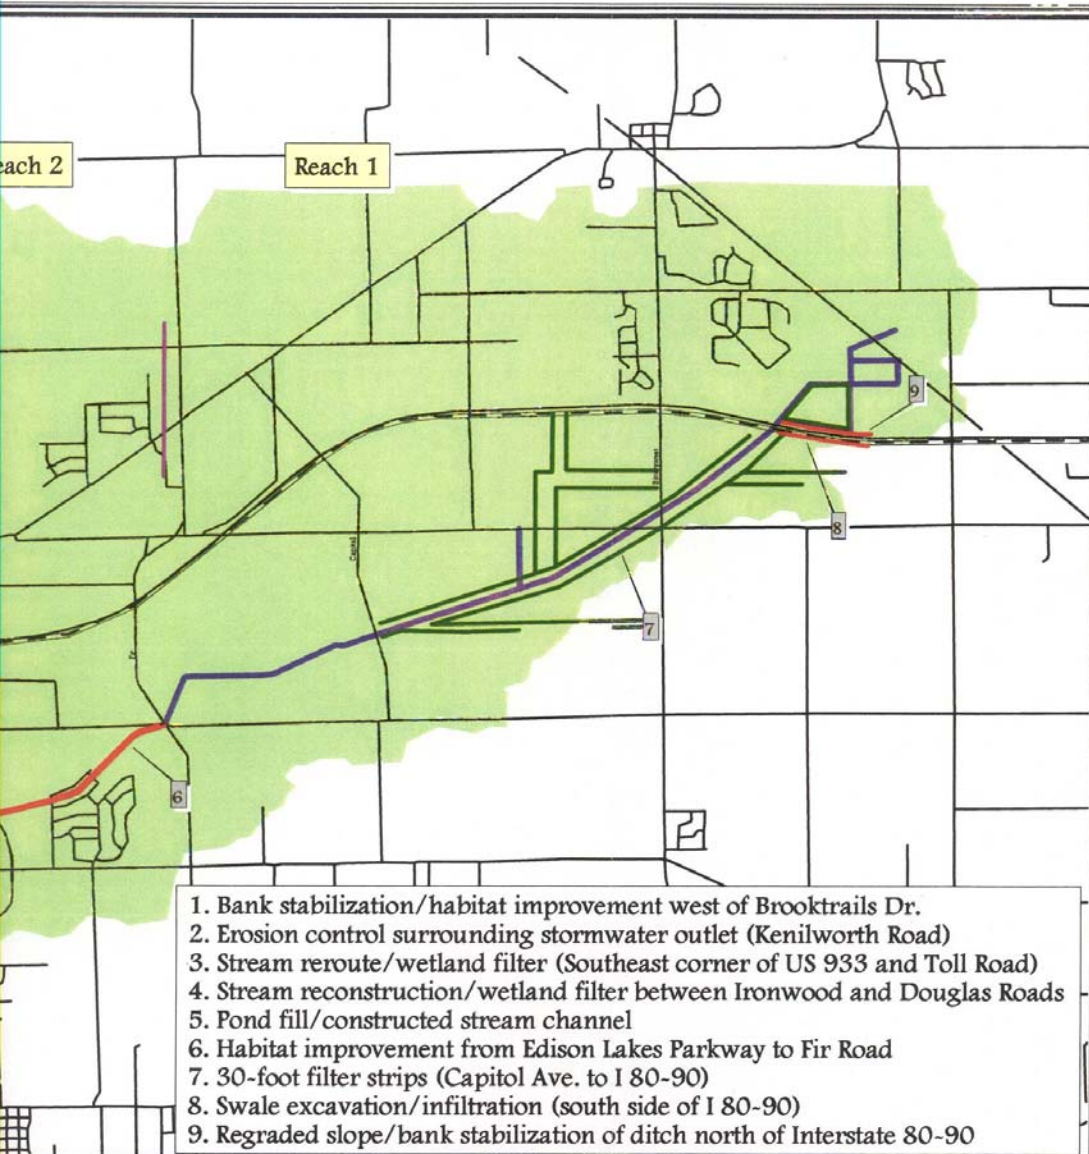 each 2
Reach 1
9
8
Capitol
7
Fir
6
1. Bank stabilization/habitat improvement west of Brooktrails Dr.
2. Erosion control surrounding stormwater outlet (Kenilworth Road)
3. Stream reroute/wetland filter (Southeast corner of US 933 and Toll Road)
4. Stream reconstruction/wetland filter between Ironwood and Douglas Roads
5. Pond fill/constructed stream channel
6. Habitat improvement from Edison Lakes Parkway to Fir Road
7. 30-foot filter strips (Capitol Ave. to I 80-90)
8. Swale excavation/infiltration (south side of I 80-90)
9. Regraded slope/bank stabilization of ditch north of Interstate 80-90